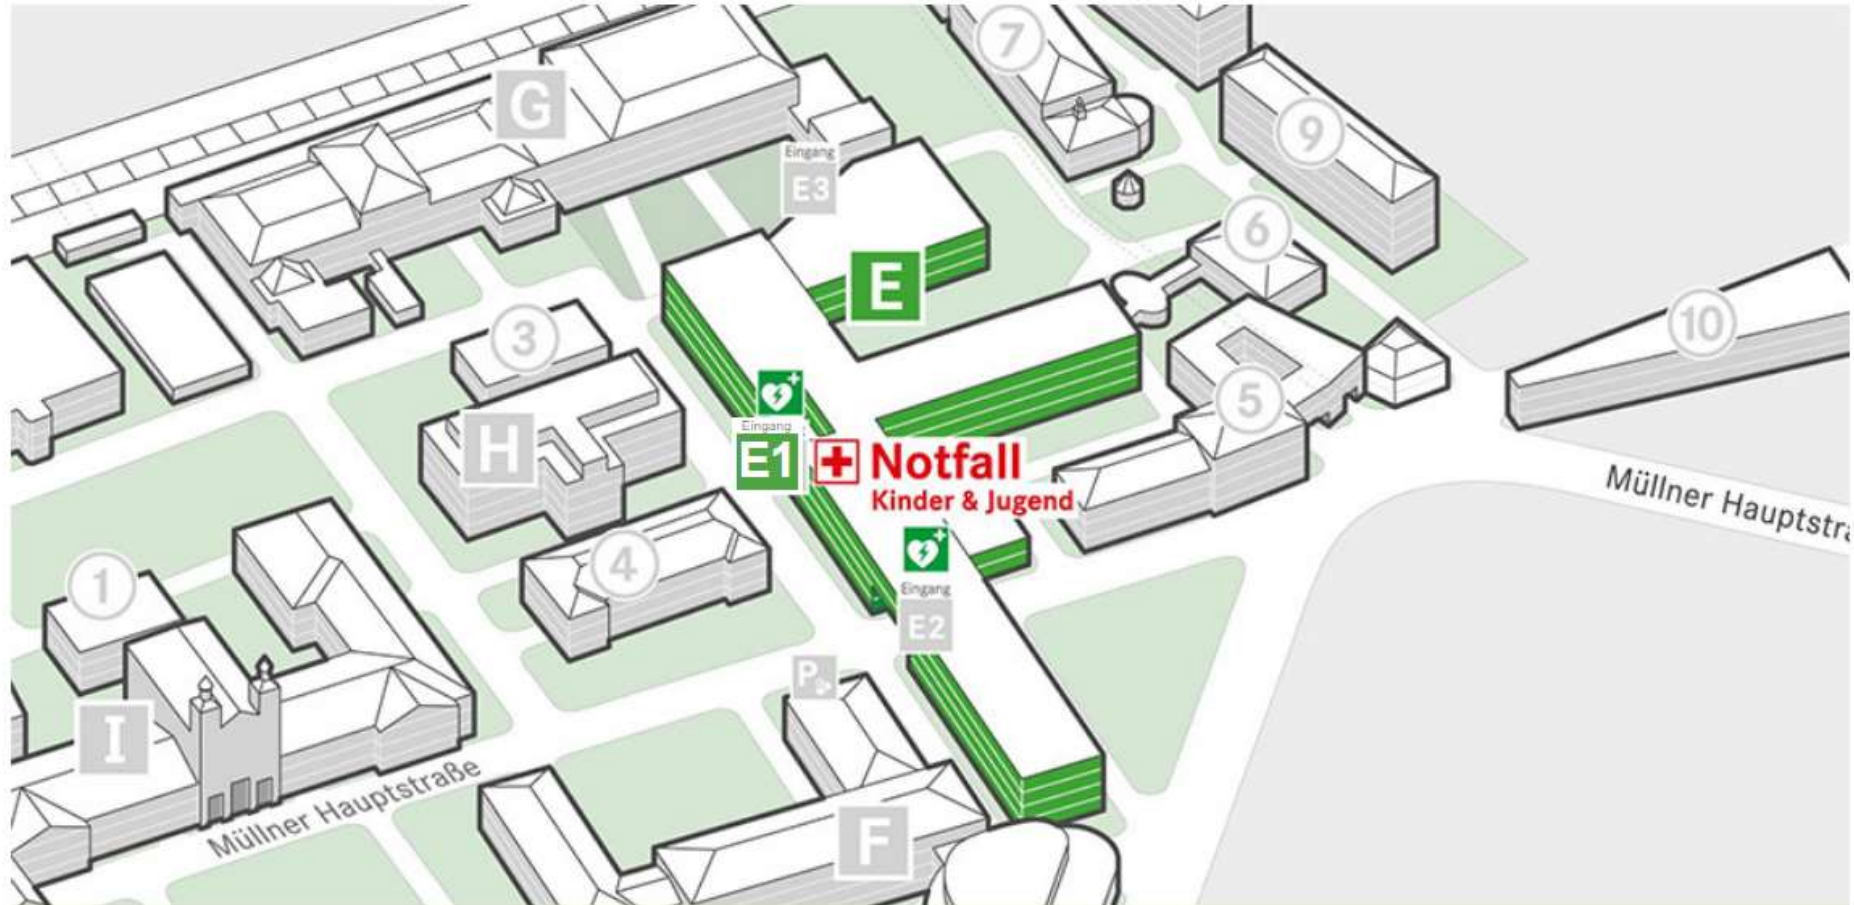 7
G
9
Eingang
E3
6
E
10
3
5
Eingang
H
E1
Notfall
Kinder & Jugend
Müllner Hauptstra
4
1
Eingang
E2
P
I
Müllner Hauptstraße
F